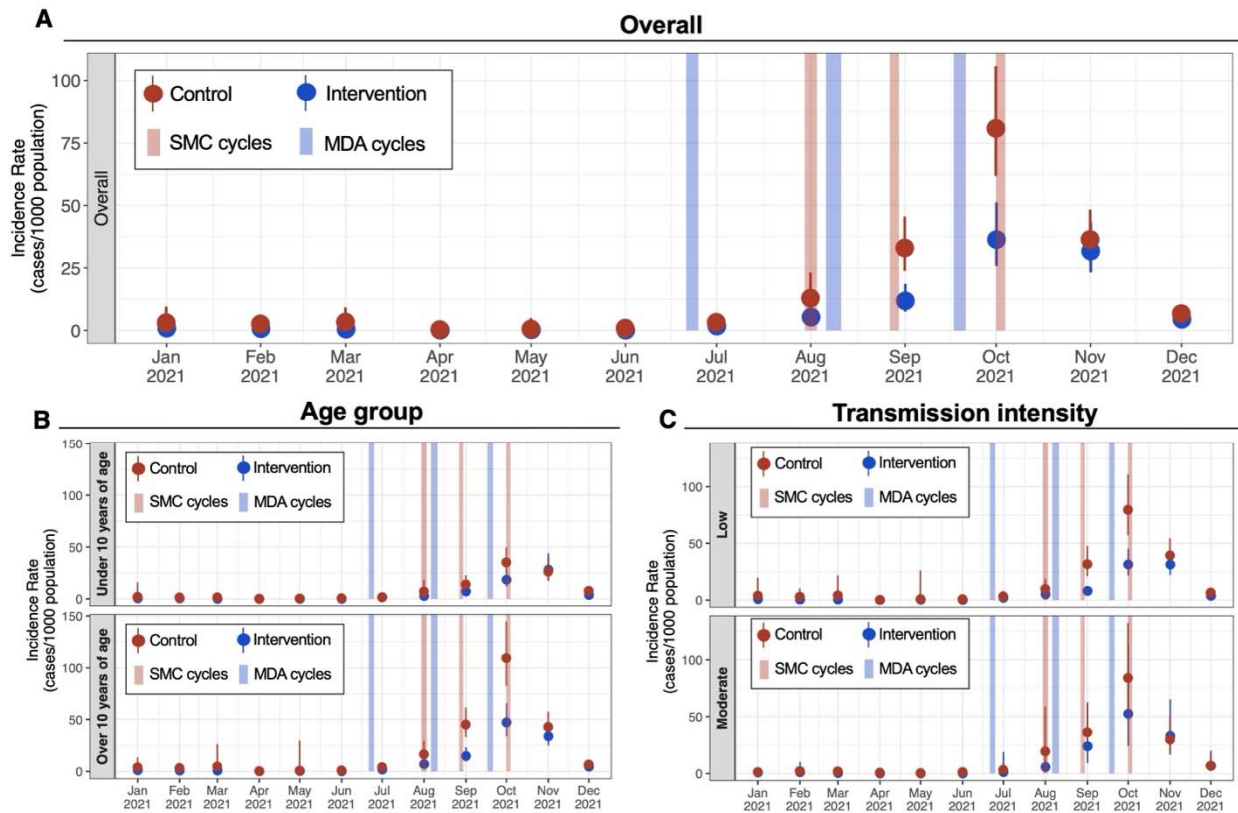 A
Overall
Incidence Rate
(cases/1000 population)
Overall
100
75
50
25
0
Control
Intervention
SMC cycles
MDA cycles
Jan 2021
Feb 2021
Mar 2021
Apr 2021
May 2021
Jun 2021
Jul 2021
Aug 2021
Sep 2021
Oct 2021
Nov 2021
Dec 2021
B
Age group
Incidence Rate
(cases/1000 population)
Under 10 years of age
150
100
50
0
Control
Intervention
SMC cycles
MDA cycles
Over 10 years of age
150
100
50
0
Control
Intervention
SMC cycles
MDA cycles
Jan 2021
Feb 2021
Mar 2021
Apr 2021
May 2021
Jun 2021
Jul 2021
Aug 2021
Sep 2021
Oct 2021
Nov 2021
Dec 2021
C
Transmission intensity
Incidence Rate
(cases/1000 population)
Low
100
50
0
Control
Intervention
SMC cycles
MDA cycles
Moderate
100
50
0
Control
Intervention
SMC cycles
MDA cycles
Jan 2021
Feb 2021
Mar 2021
Apr 2021
May 2021
Jun 2021
Jul 2021
Aug 2021
Sep 2021
Oct 2021
Nov 2021
Dec 2021